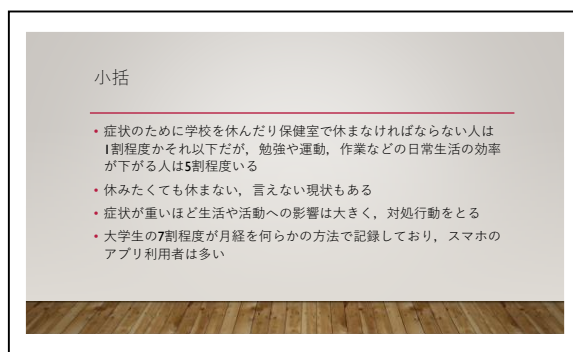 小括
• 症状のために学校を休んだり保健室で休まなければならない人は
1割程度かそれ以下だが，勉強や運動，作業などの日常生活の効率
が下がる人は5割程度いる
• 休みたくても休まない，言えない現状もある
• 症状が重いほど生活や活動への影響は大きく，対処行動をとる
• 大学生の7割程度が月経を何らかの方法で記録しており，スマホの
アプリ利用者は多い